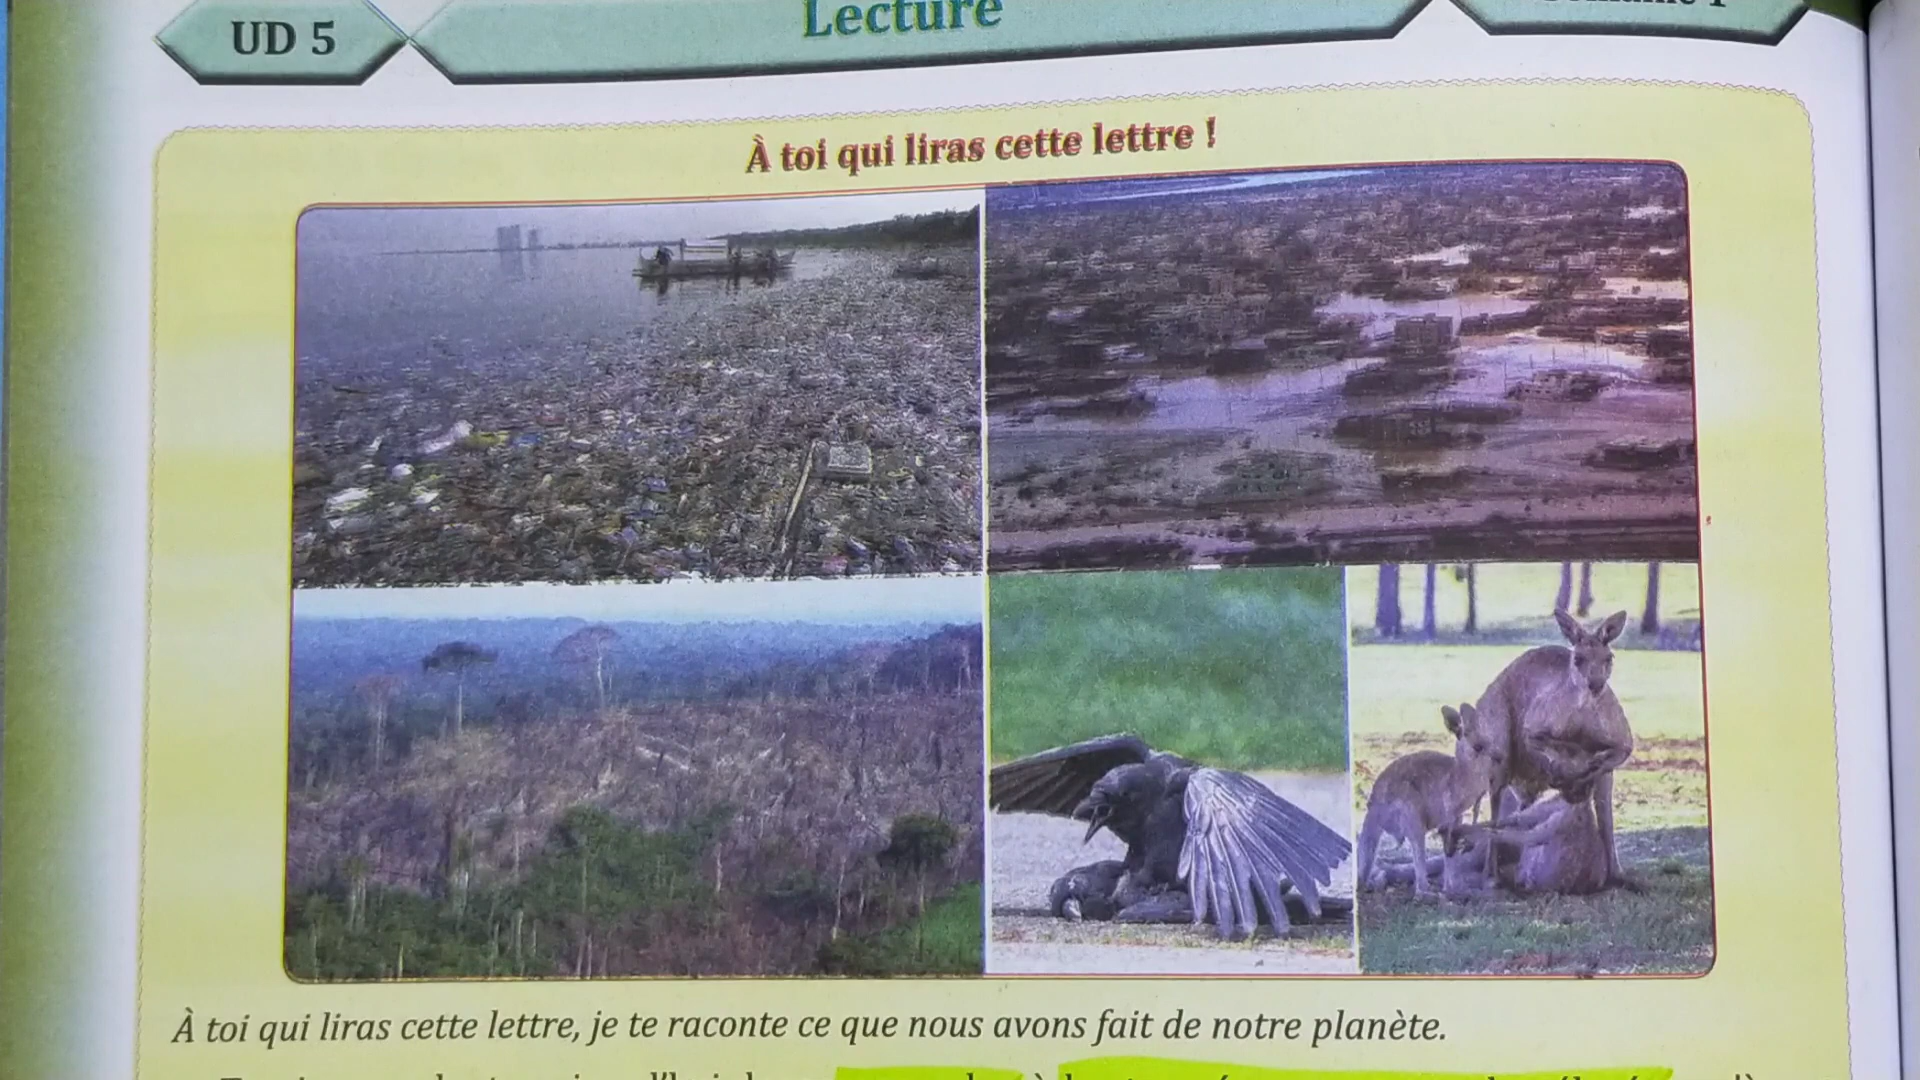 UD 5
Lecture
À toi qui liras cette lettre !
À toi qui liras cette lettre, je te raconte ce que nous avons fait de notre planète.